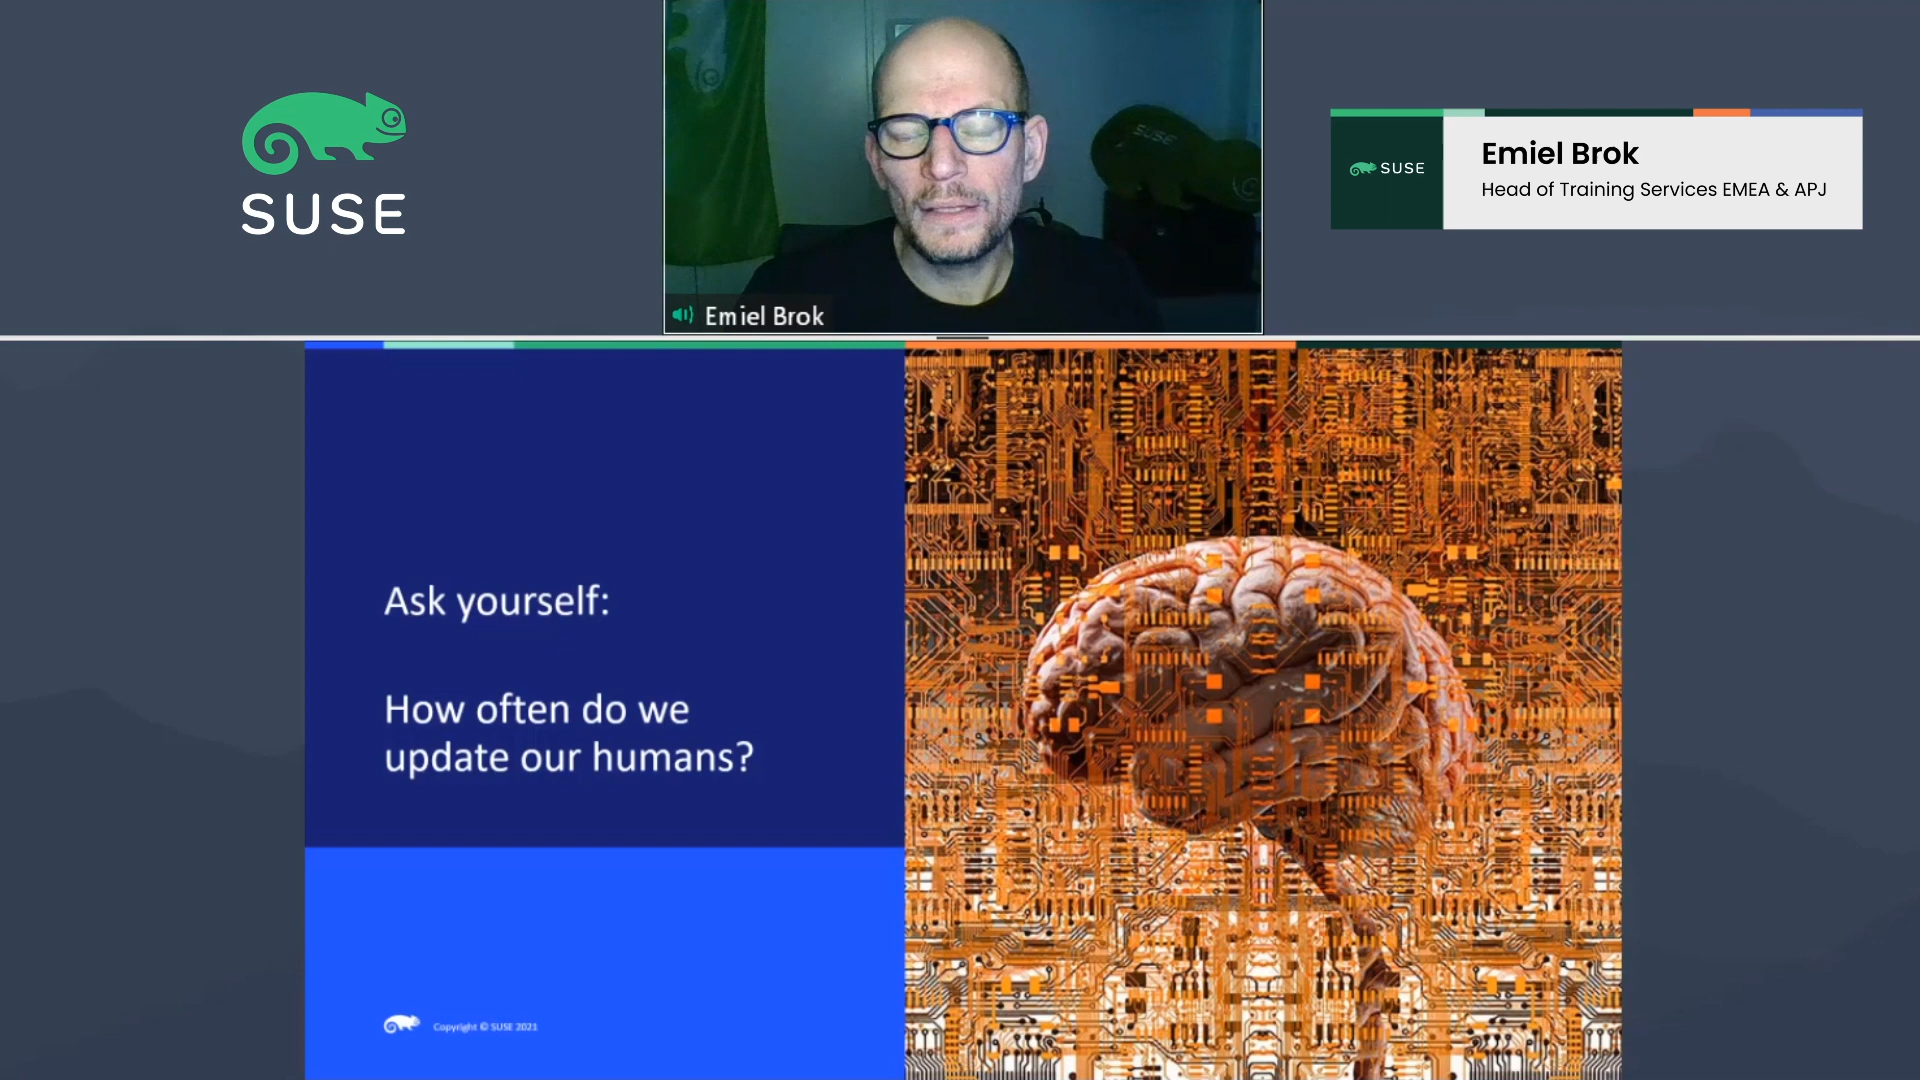 SUSE
SUSE
Emiel Brok
SUSE
Emiel Brok
Head of Training Services EMEA & APJ
Ask yourself:
How often do we
update our humans?
Copyright © SUSE 2021